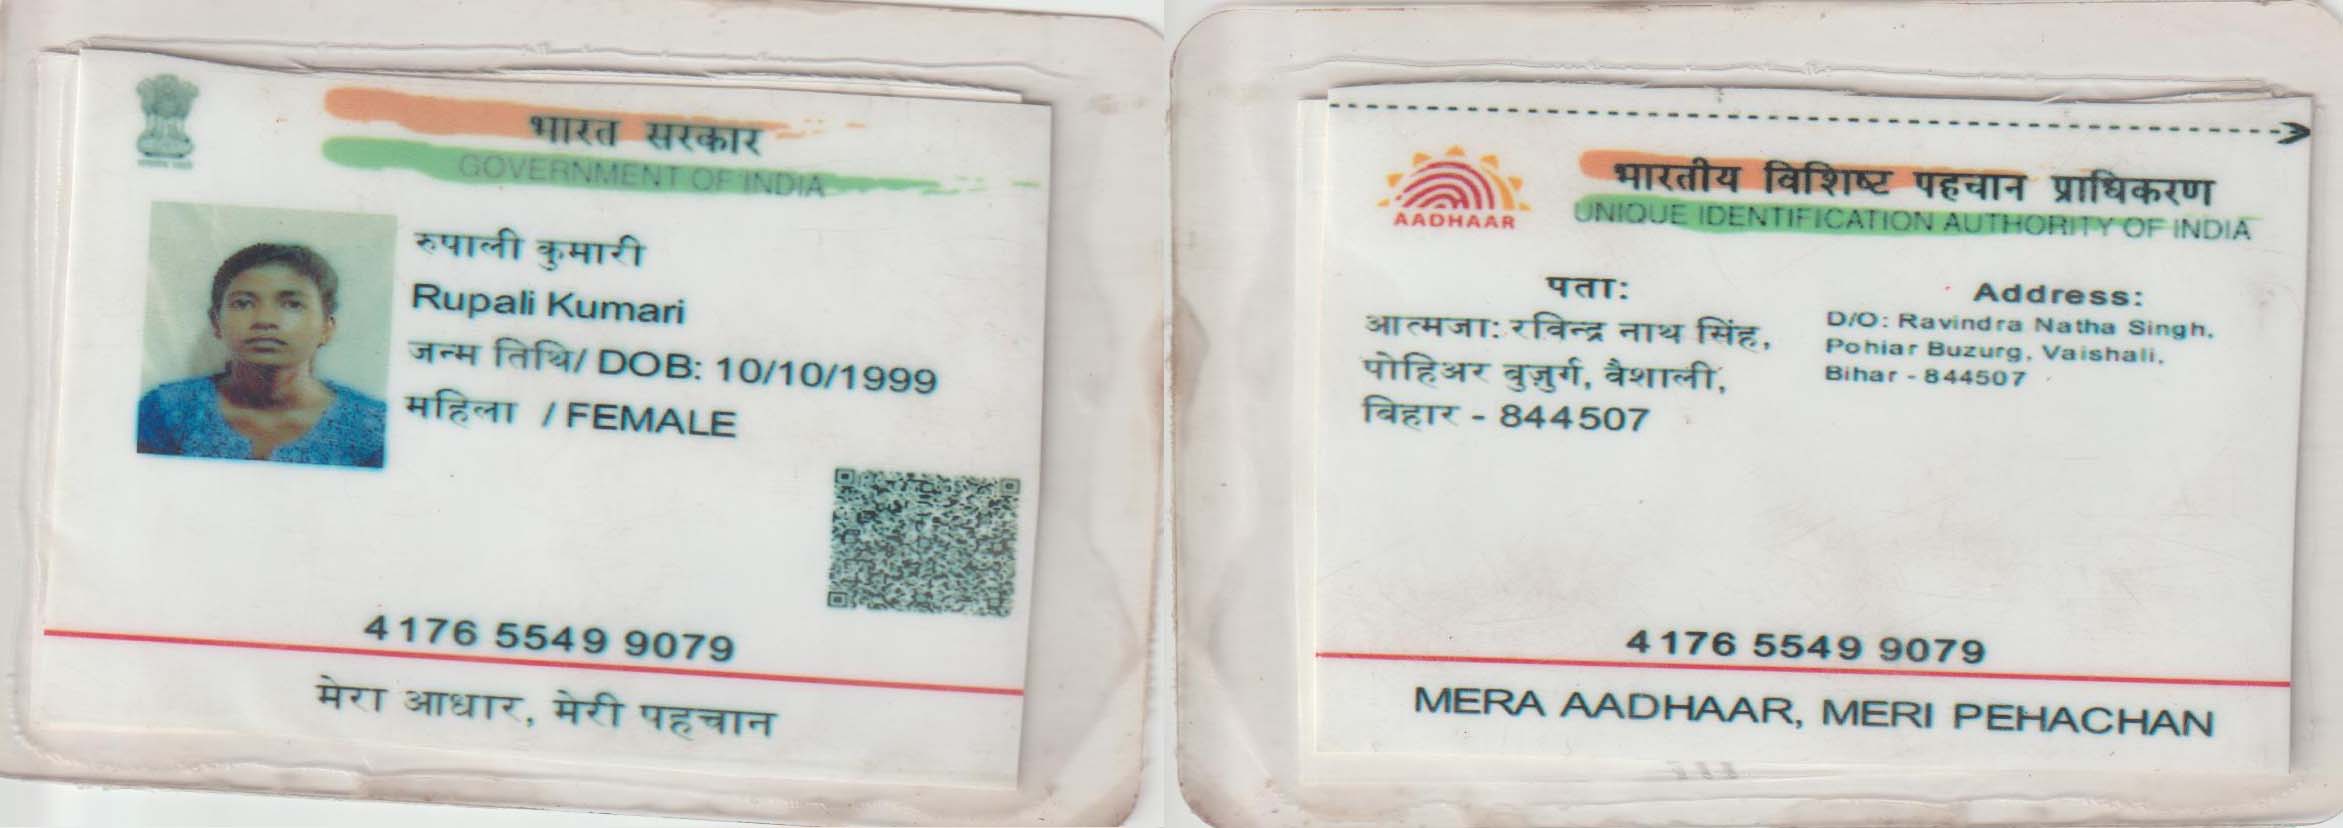 भारत सरकार
GOVERNMENT OF INDIA
रुपाली कुमारी
Rupali Kumari
जन्म तिथि/ DOB: 10/10/1999
महिला / FEMALE
4176 5549 9079
मेरा आधार, मेरी पहचान
AADHAAR
भारतीय विशिष्ट पहचान प्राधिकरण
UNIQUE IDENTIFICATION AUTHORITY OF INDIA
पता:
आत्मजा: रविन्द्र नाथ सिंह,
पोहिअर बुजुर्ग, वैशाली,
बिहार - 844507
Address:
D/O: Ravindra Natha Singh,
Pohiar Buzurg, Vaishali,
Bihar - 844507
4176 5549 9079
MERA AADHAAR, MERI PEHACHAN